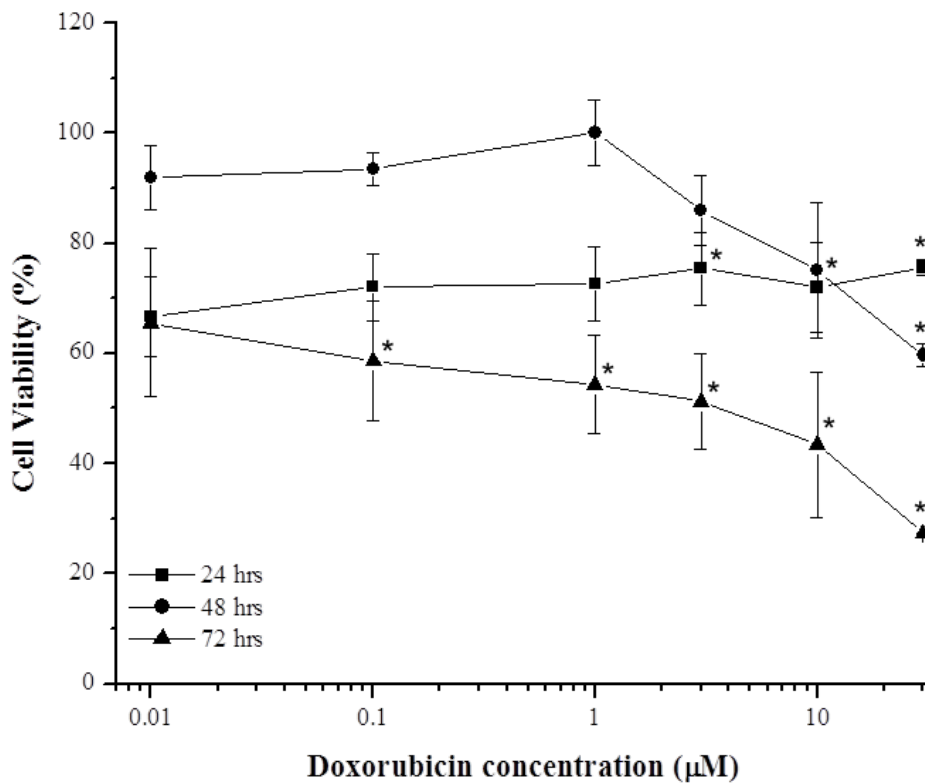 120
100
80
60
40
20
0
Cell Viability (%)
*
*
*
*
*
*
*
*
*
24 hrs
48 hrs
72 hrs
0.01 0.1 1 10
Doxorubicin concentration (μM)